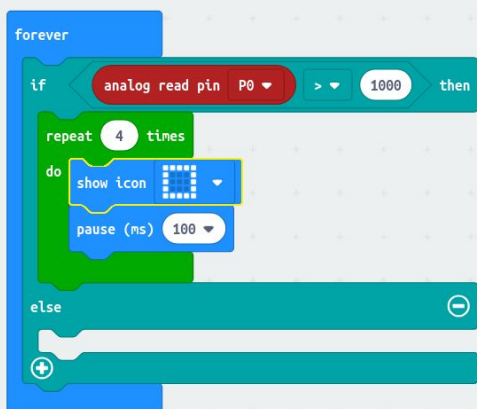 forever
if analog read pin P0 > 1000 then
repeat 4 times
do show icon
pause (ms) 100
else